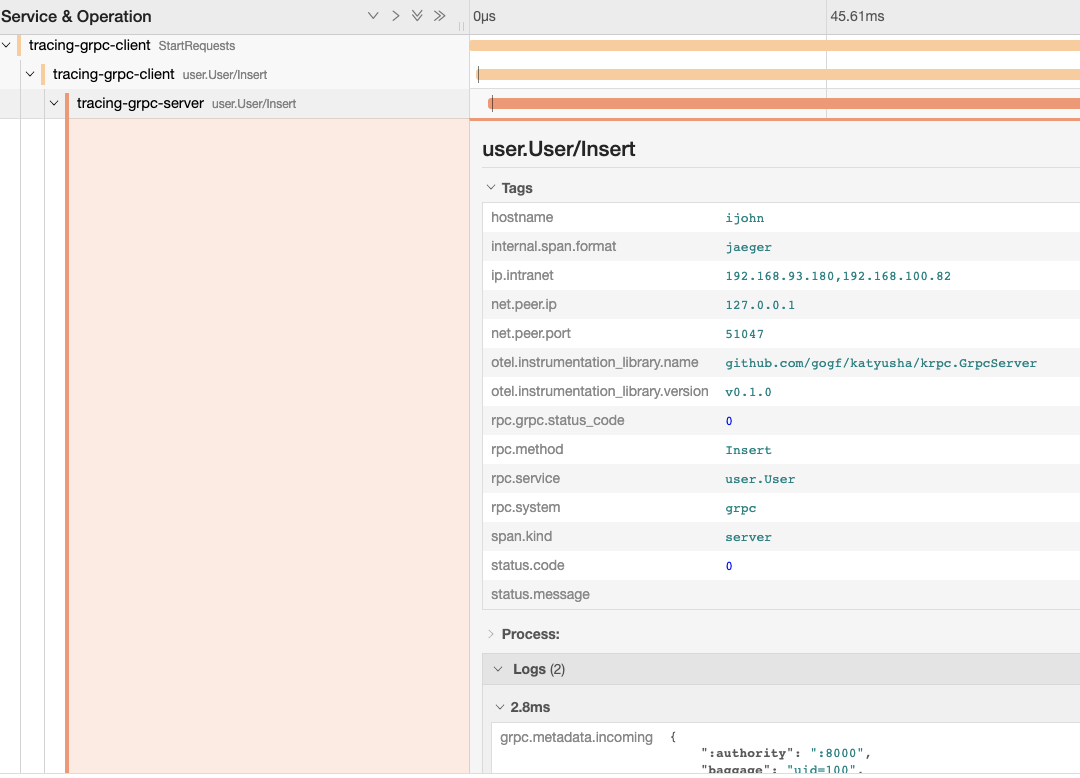 Service & Operation 0μs 45.61ms
tracing-grpc-client StartRequests
tracing-grpc-client user.User/Insert
tracing-grpc-server user.User/Insert
user.User/Insert
Tags
hostname ijohn
internal.span.format jaeger
ip.intranet 192.168.93.180,192.168.100.82
net.peer.ip 127.0.0.1
net.peer.port 51047
otel.instrumentation_library.name github.com/gogf/katyusha/krpc.GrpcServer
otel.instrumentation_library.version v0.1.0
rpc.grpc.status_code 0
rpc.method Insert
rpc.service user.User
rpc.system grpc
span.kind server
status.code 0
status.message
Process:
Logs (2)
2.8ms
grpc.metadata.incoming {
":authority": ":8000",
"baggage": "uid=100",